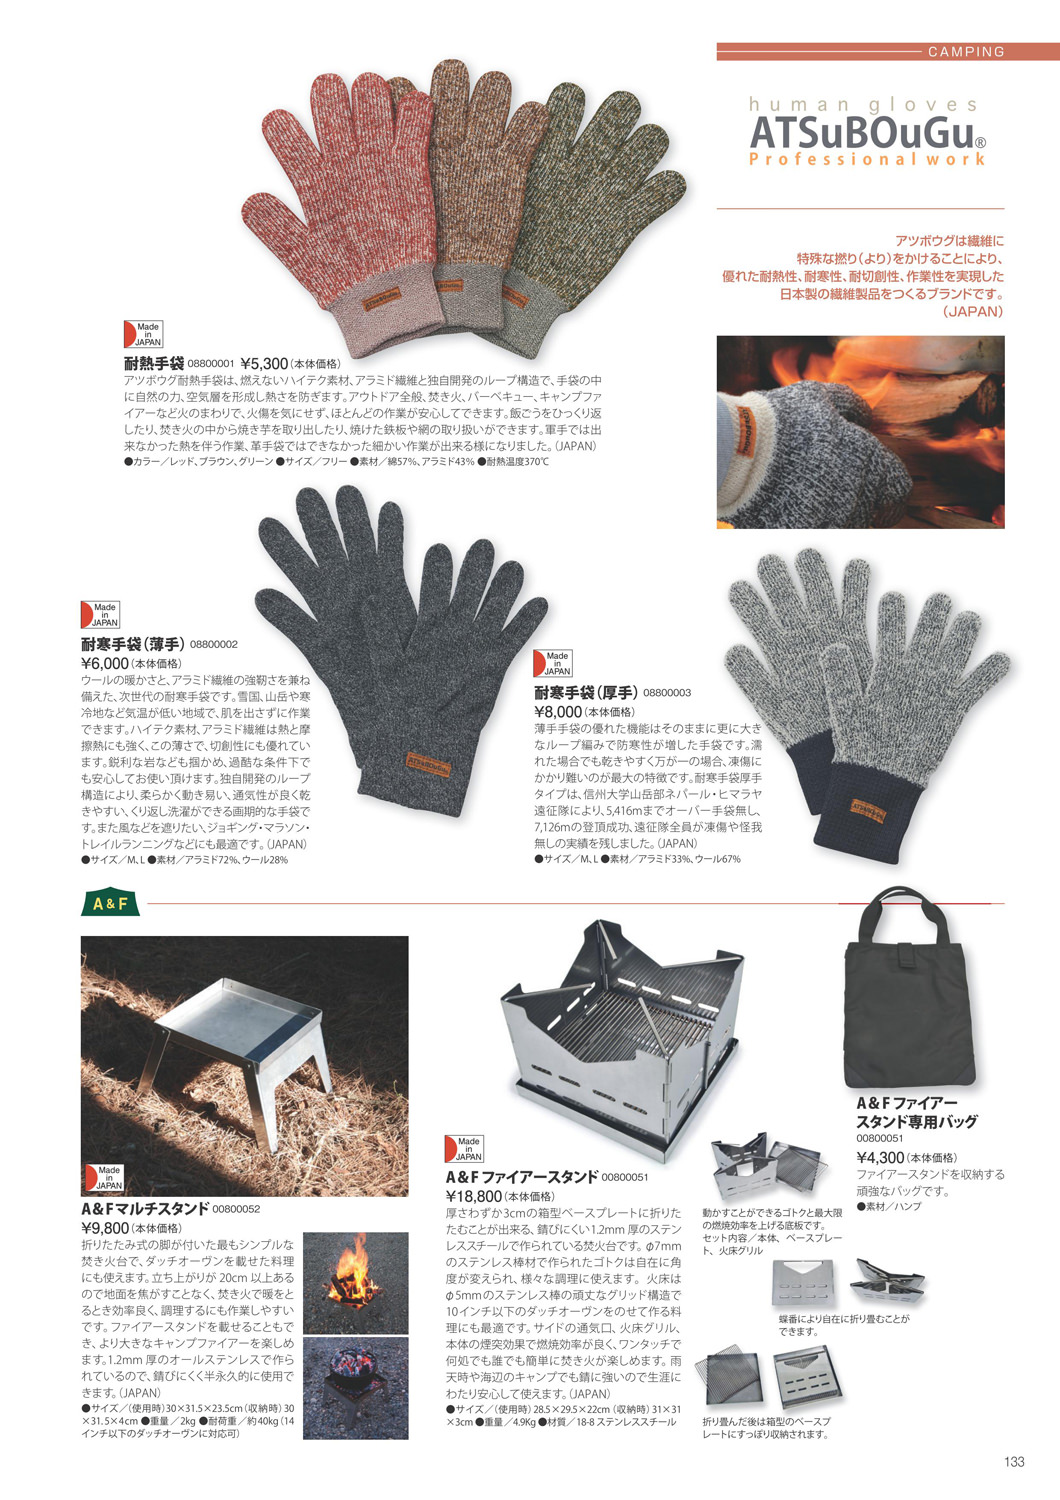 CAMPING
human gloves
ATSuBOuGu®
Professional work
アツボウグは繊維に
特殊な撚り(より)をかけることにより、
優れた耐熱性、耐寒性、耐切創性、作業性を実現した
日本製の繊維製品をつくるブランドです。
(JAPAN)
Made
in
JAPAN
耐熱手袋 08800001 ¥5,300(本体価格)
アツボウグ耐熱手袋は、燃えないハイテク素材、アラミド繊維と独自開発のループ構造で、手袋の中
に自然の力、空気層を形成し熱さを防ぎます。アウトドア全般、焚き火、バーベキュー、キャンプファ
イアーなど火のまわりで、火傷を気にせず、ほとんどの作業が安心してできます。飯ごうをひっくり返
したり、焚き火の中から焼き芋を取り出したり、焼けた鉄板や網の取り扱いができます。軍手では出
来なかった熱を伴う作業、革手袋ではできなかった細かい作業が出来る様になりました。(JAPAN)
●カラー/レッド、ブラウン、グリーン ●サイズ/フリー ●素材/綿57%、アラミド43% ●耐熱温度370℃
Made
in
JAPAN
耐寒手袋(薄手) 08800002
¥6,000(本体価格)
ウールの暖かさと、アラミド繊維の強靭さを兼ね
備えた、次世代の耐寒手袋です。雪国、山岳や寒
冷地など気温が低い地域で、肌を出さずに作業
できます。ハイテク素材、アラミド繊維は熱と摩
擦熱にも強く、この薄さで、切創性にも優れてい
ます。鋭利な岩なども掴かめ、過酷な条件下で
も安心してお使い頂けます。独自開発のループ
構造により、柔らかく動き易い、通気性が良く乾
きやすい、くり返し洗濯ができる画期的な手袋で
す。また風などを遮りたい、ジョギング・マラソン・
トレイルランニングなどにも最適です。(JAPAN)
●サイズ/M、L ●素材/アラミド72%、ウール28%
Made
in
JAPAN
耐寒手袋(厚手) 08800003
¥8,000(本体価格)
薄手手袋の優れた機能はそのままに更に大き
なループ編みで防寒性が増した手袋です。濡
れた場合でも乾きやすく万が一の場合、凍傷に
かかり難いのが最大の特徴です。耐寒手袋厚手
タイプは、信州大学山岳部ネパール・ヒマラヤ
遠征隊により、5,416mまでオーバー手袋無し、
7,126mの登頂成功、遠征隊全員が凍傷や怪我
無しの実績を残しました。(JAPAN)
●サイズ/M、L ●素材/アラミド33%、ウール67%
A&F
Made
in
JAPAN
A&Fマルチスタンド 00800052
¥9,800(本体価格)
折りたたみ式の脚が付いた最もシンプルな
焚き火台で、ダッチオーヴンを載せた料理
にも使えます。立ち上がりが 20cm 以上ある
ので地面を焦がすことなく、焚き火で暖をと
るとき効率良く、調理するにも作業しやすい
です。ファイアースタンドを載せることもで
き、より大きなキャンプファイアーを楽しめ
ます。1.2mm 厚のオールステンレスで作ら
れているので、錆びにくく半永久的に使用で
きます。(JAPAN)
●サイズ/(使用時)30×31.5×23.5cm(収納時)30
×31.5×4cm ●重量/2kg ●耐荷重/約40kg(14
インチ以下のダッチオーヴンに対応可)
Made
in
JAPAN
A&F ファイアースタンド 00800051
¥18,800(本体価格)
厚さわずか3cmの箱型ベースプレートに折りた
たむことが出来る、錆びにくい1.2mm 厚のステン
レススチールで作られている焚火台です。φ7mm
のステンレス棒材で作られたゴトクは自在に角
度が変えられ、様々な調理に使えます。火床は
φ5mmのステンレス棒の頑丈なグリッド構造で
10インチ以下のダッチオーヴンをのせて作る料
理にも最適です。サイドの通気口、火床グリル、
本体の煙突効果で燃焼効率が良く、ワンタッチで
何処でも誰でも簡単に焚き火が楽しめます。雨
天時や海辺のキャンプでも錆に強いので生涯に
わたり安心して使えます。(JAPAN)
●サイズ/(使用時)28.5×29.5×22cm(収納時)31×31
×3cm ●重量/4.9Kg ●材質/18-8 ステンレススチール
A&F ファイアー
スタンド専用バッグ
00800051
¥4,300(本体価格)
ファイアースタンドを収納する
頑強なバッグです。
●素材/ハンプ
動かすことができるゴトクと最大限
の燃焼効率を上げる底板です。
セット内容/本体、ベースプレー
ト、火床グリル
蝶番により自在に折り畳むことが
できます。
折り畳んだ後は箱型のベースプ
レートにすっぽり収納されます。
133